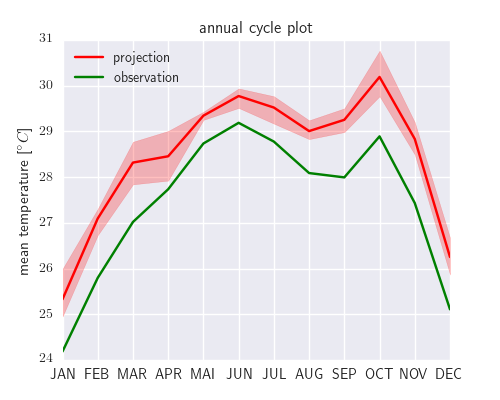 annual cycle plot
31
projection
observation
30
29
28
27
26
25
24
mean temperature [°C]
JAN FEB MAR APR MAI JUN JUL AUG SEP OCT NOV DEC